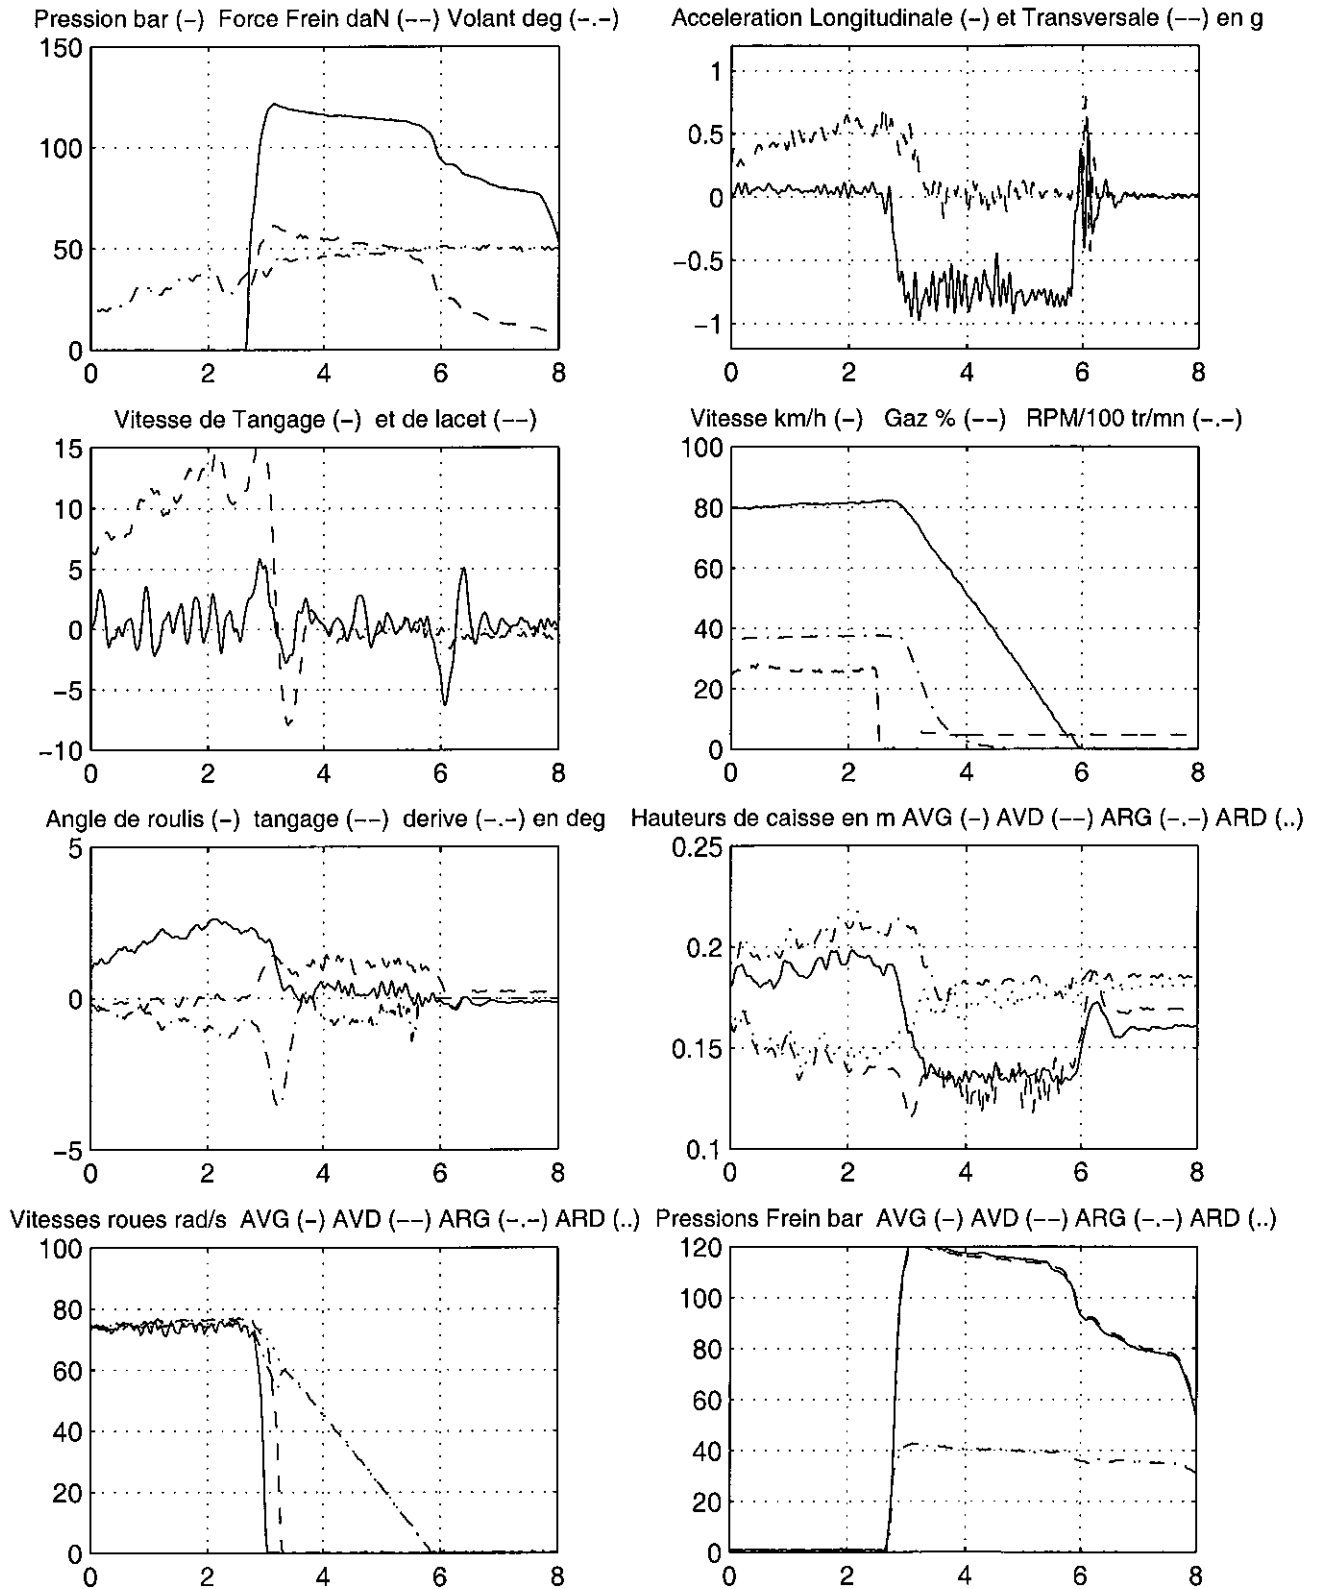 Pression bar (−) Force Frein daN (−−) Volant deg (−.−)
Acceleration Longitudinale (−) et Transversale (−−) en g
150
100
50
0
0 2 4 6 8
1
0.5
0
−0.5
−1
0 2 4 6 8
Vitesse de Tangage (−) et de lacet (−−)
Vitesse km/h (−) Gaz % (−−) RPM/100 tr/mn (−.−)
15
10
5
0
−5
−10
0 2 4 6 8
100
80
60
40
20
0
0 2 4 6 8
Angle de roulis (−) tangage (−−) derive (−.−) en deg
Hauteurs de caisse en m AVG (−) AVD (−−) ARG (−.−) ARD (..)
5
0
−5
0 2 4 6 8
0.25
0.2
0.15
0.1
0 2 4 6 8
Vitesses roues rad/s AVG (−) AVD (−−) ARG (−.−) ARD (..)
Pressions Frein bar AVG (−) AVD (−−) ARG (−.−) ARD (..)
100
80
60
40
20
0
0 2 4 6 8
120
100
80
60
40
20
0
0 2 4 6 8